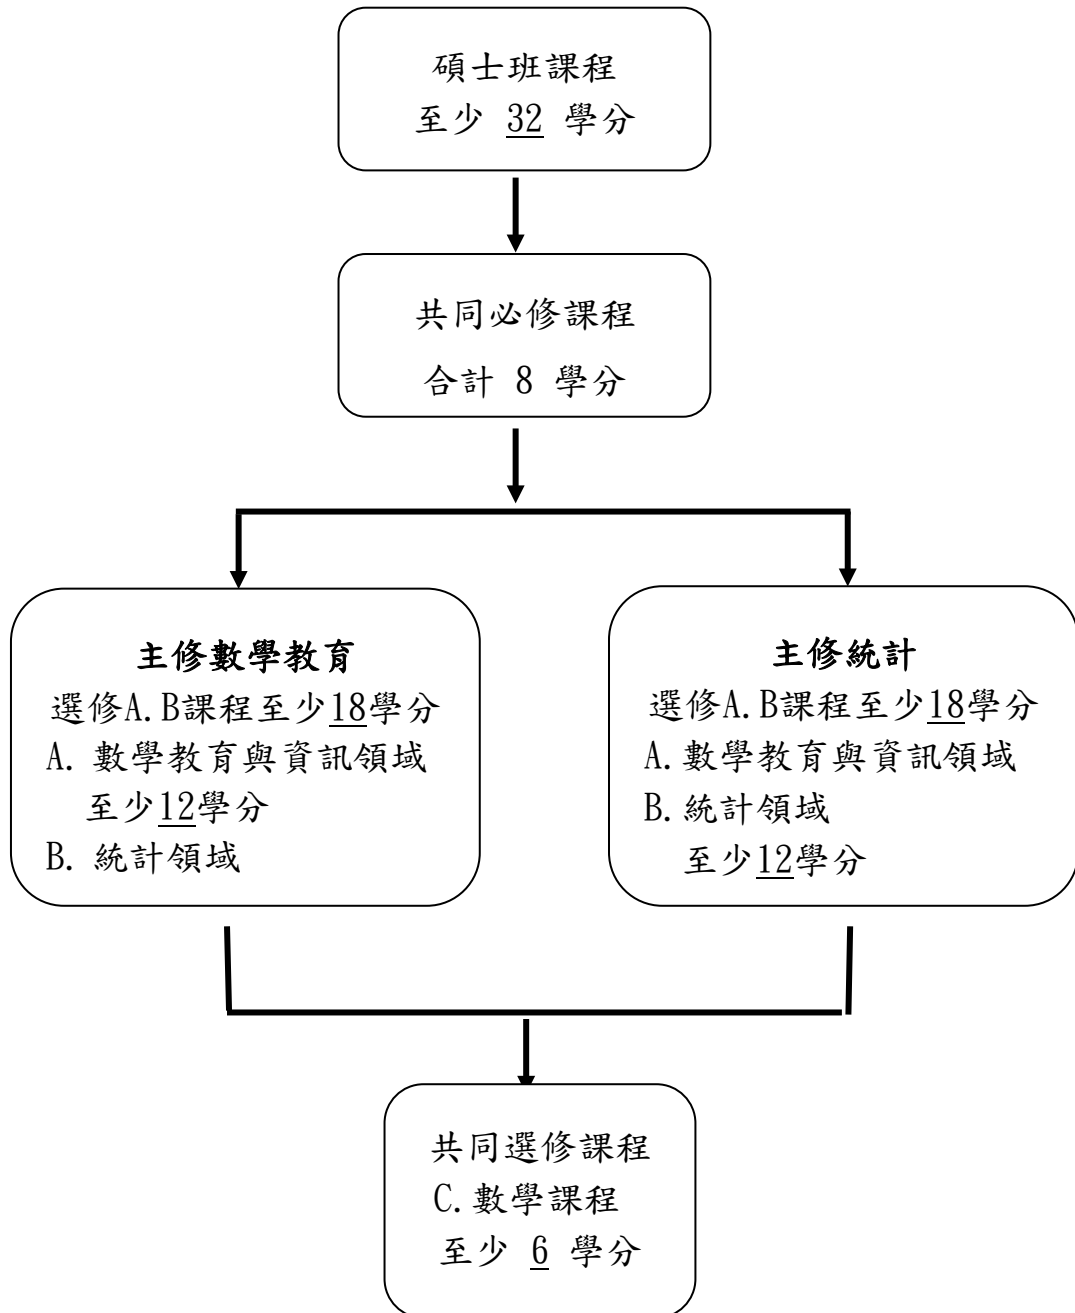 碩士班課程
至少 32 學分
共同必修課程
合計 8 學分
主修數學教育
選修A.B課程至少18學分
A. 數學教育與資訊領域
至少12學分
B. 統計領域
主修統計
選修A.B課程至少18學分
A.數學教育與資訊領域
B.統計領域
至少12學分
共同選修課程
C.數學課程
至少 6 學分